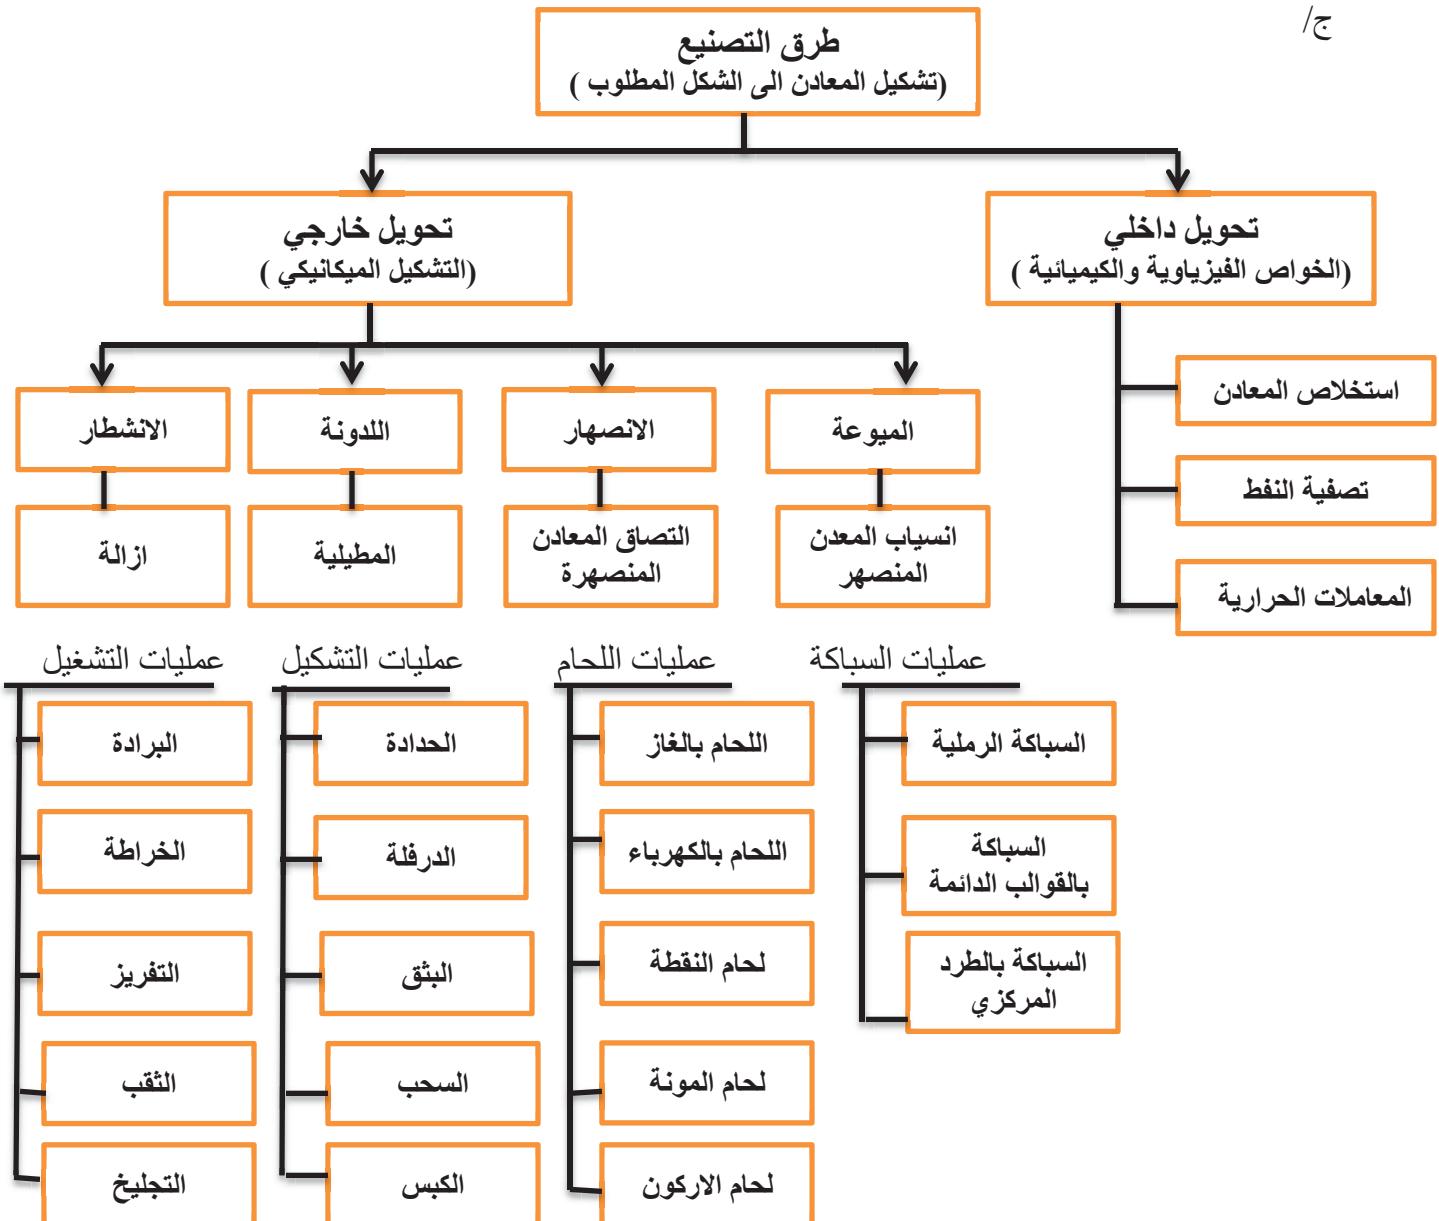 ج/
طرق التصنيع
(تشكيل المعادن الى الشكل المطلوب )
تحويل داخلي
(الخواص الفيزياوية والكيميائية )
تحويل خارجي
(التشكيل الميكانيكي )
استخلاص المعادن
تصفية النفط
المعاملات الحرارية
الميوعة
الانصهار
اللدونة
الانشطار
انسياب المعدن
المنصهر
التصاق المعادن
المنصهرة
المطيلية
ازالة
عمليات السباكة
السباكة الرملية
السباكة
بالقوالب الدائمة
السباكة بالطرد
المركزي
عمليات اللحام
اللحام بالغاز
اللحام بالكهرباء
لحام النقطة
لحام المونة
لحام الاركون
عمليات التشكيل
الحدادة
الدرفلة
البثق
السحب
الكبس
عمليات التشغيل
البرادة
الخراطة
التفريز
الثقب
التجليخ